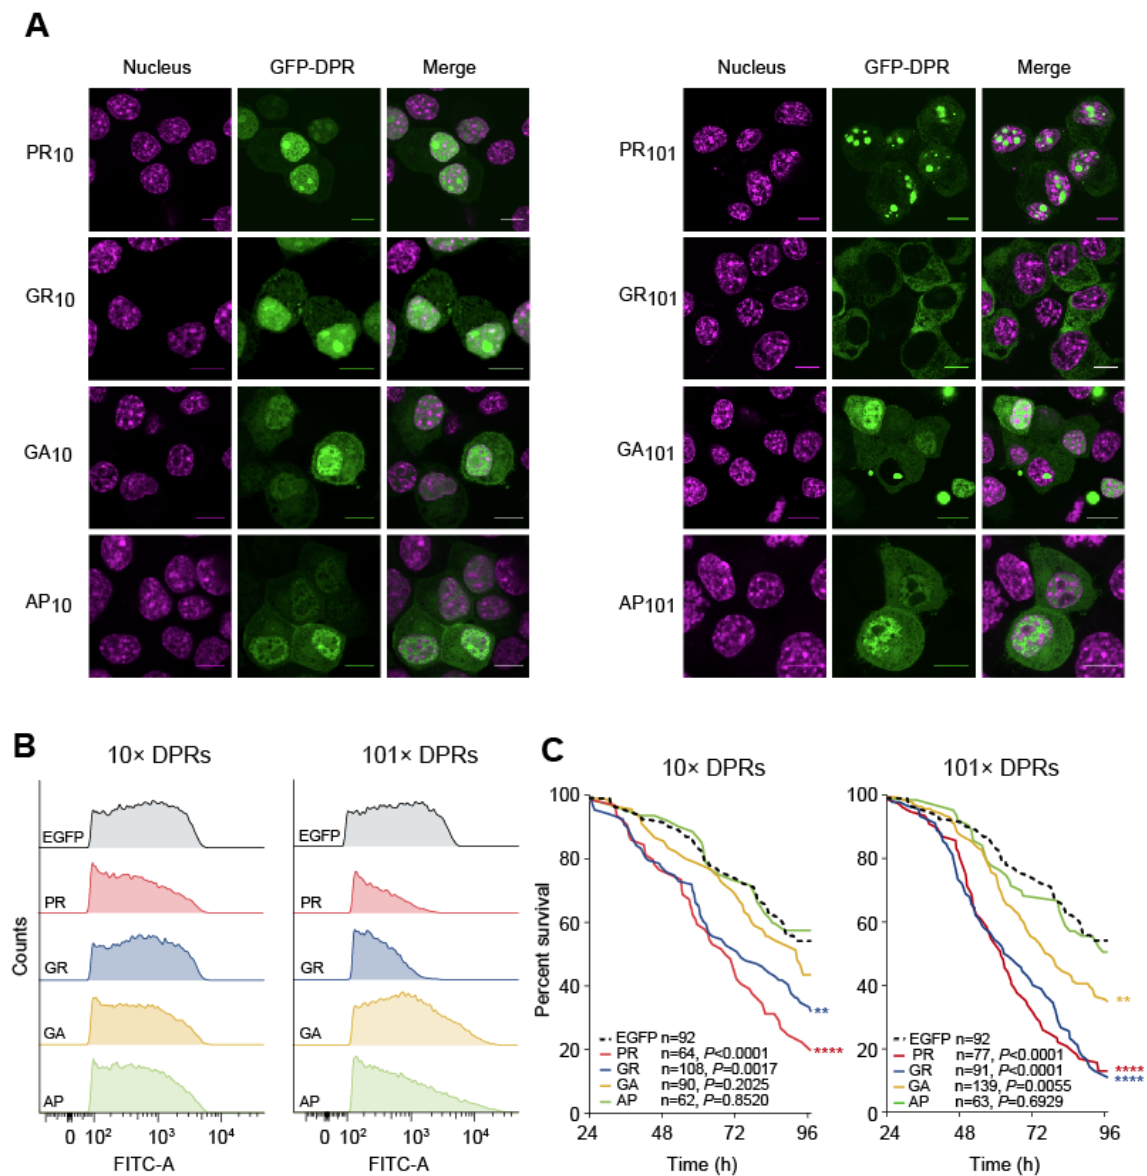 A
Nucleus GFP-DPR Merge
PR10
GR10
GA10
AP10
Nucleus GFP-DPR Merge
PR101
GR101
GA101
AP101
B
10× DPRs
101× DPRs
Counts
EGFP
PR
GR
GA
AP
0 10² 10³ 10⁴
FITC-A
EGFP
PR
GR
GA
AP
0 10² 10³ 10⁴
FITC-A
C
10× DPRs
Percent survival
100
80
60
40
20
0
**
****
EGFP n=92
PR n=64, P<0.0001
GR n=108, P=0.0017
GA n=90, P=0.2025
AP n=62, P=0.8520
24 48 72 96
Time (h)
101× DPRs
100
80
60
40
20
0
**
****
****
EGFP n=92
PR n=77, P<0.0001
GR n=91, P<0.0001
GA n=139, P=0.0055
AP n=63, P=0.6929
24 48 72 96
Time (h)